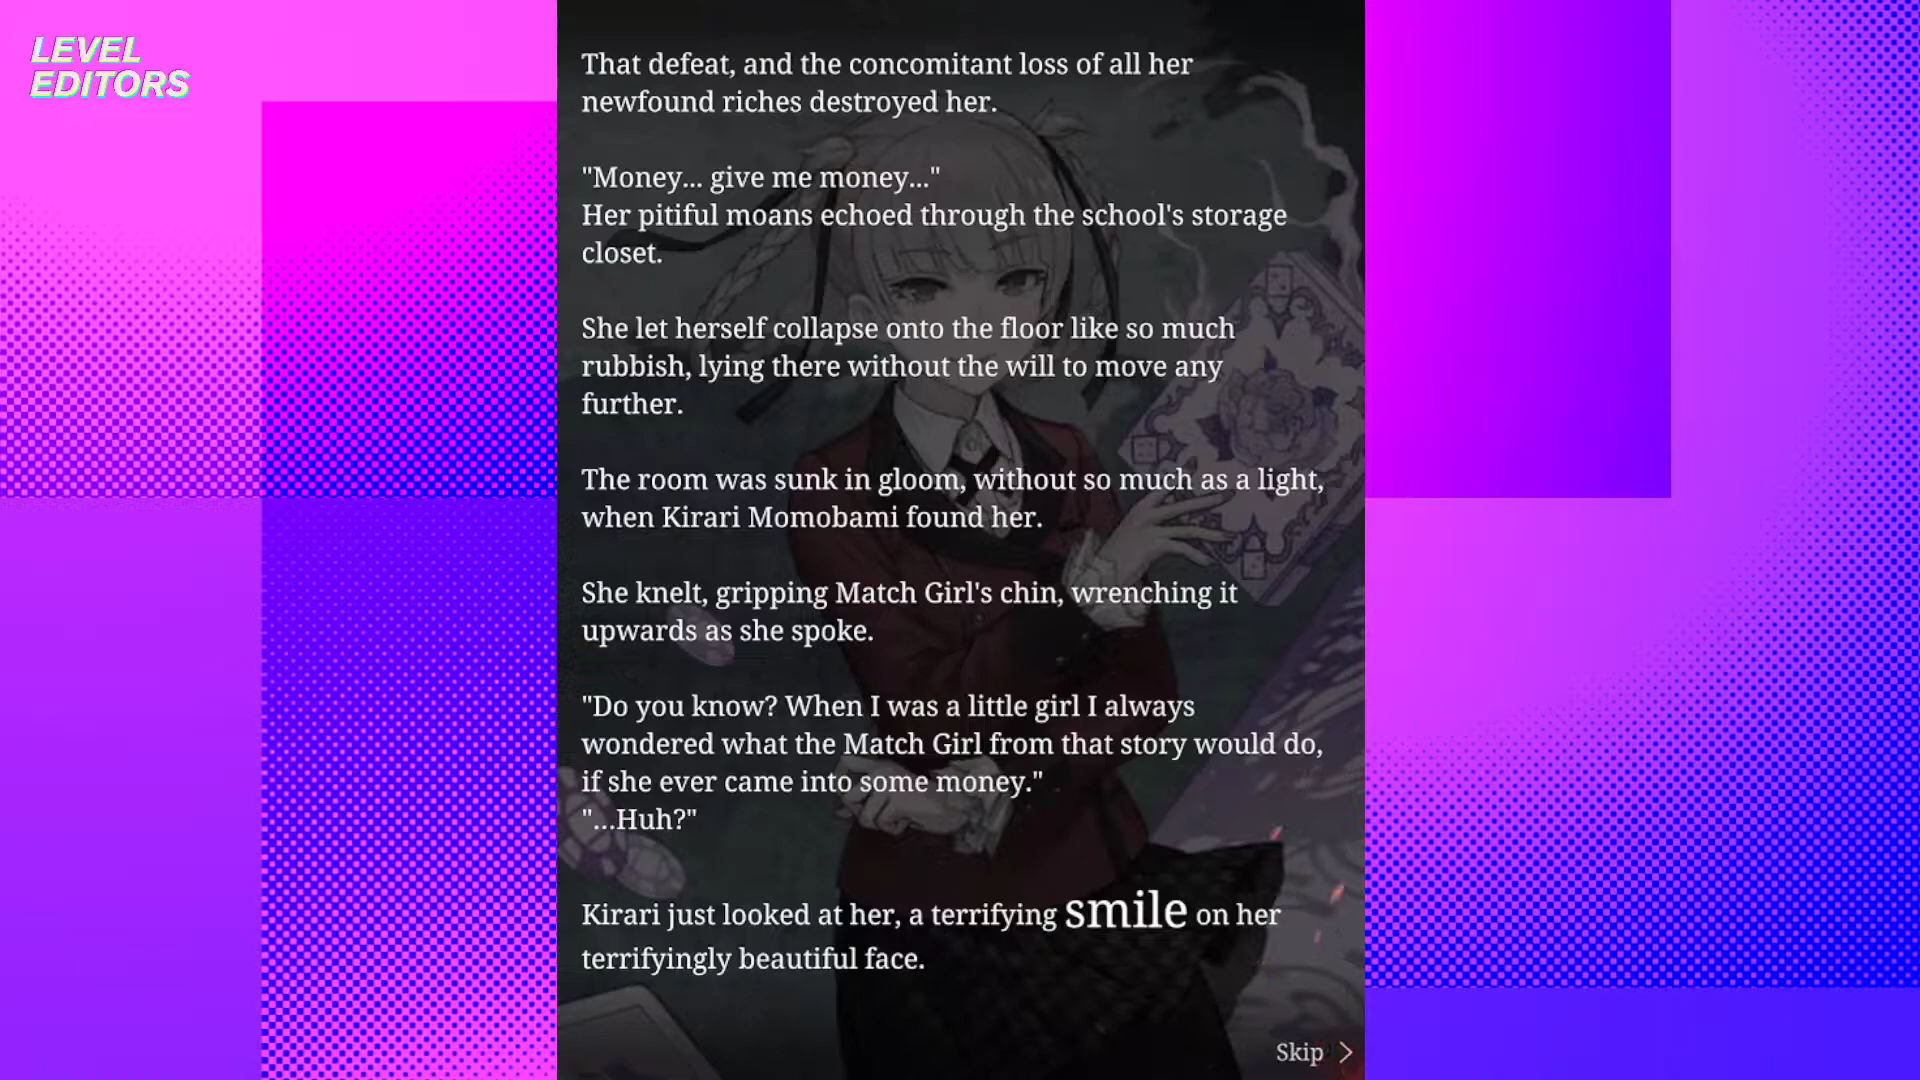 LEVEL
EDITORS
That defeat, and the concomitant loss of all her
newfound riches destroyed her.
"Money... give me money..."
Her pitiful moans echoed through the school's storage
closet.
She let herself collapse onto the floor like so much
rubbish, lying there without the will to move any
further.
The room was sunk in gloom, without so much as a light,
when Kirari Momobami found her.
She knelt, gripping Match Girl's chin, wrenching it
upwards as she spoke.
"Do you know? When I was a little girl I always
wondered what the Match Girl from that story would do,
if she ever came into some money."
"...Huh?"
Kirari just looked at her, a terrifying smile on her
terrifyingly beautiful face.
Skip